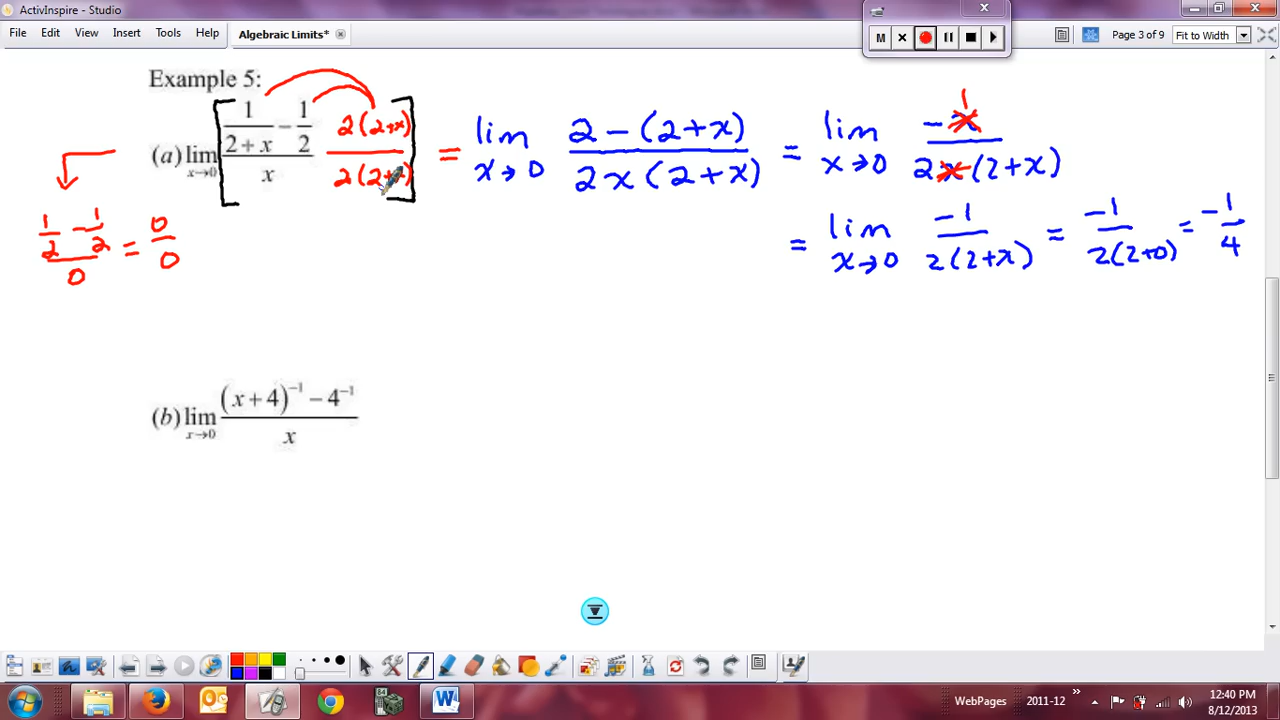 ActivInspire - Studio
File Edit View Insert Tools Help Algebraic Limits* Page 3 of 9 Fit to Width
M
Example 5:
(a) lim x→0 [ (1/(2+x) − 1/2)/x 2(2+x)/2(2+x) ] = lim x→0 (2−(2+x))/(2x(2+x)) = lim x→0 −x/(2x(2+x)) 1
(1/2 − 1/2)/0 = 0/0
= lim x→0 −1/(2(2+x)) = −1/(2(2+0)) = −1/4
(b) lim x→0 ((x+4)⁻¹ − 4⁻¹)/x
WebPages 2011-12 » 12:40 PM
8/12/2013